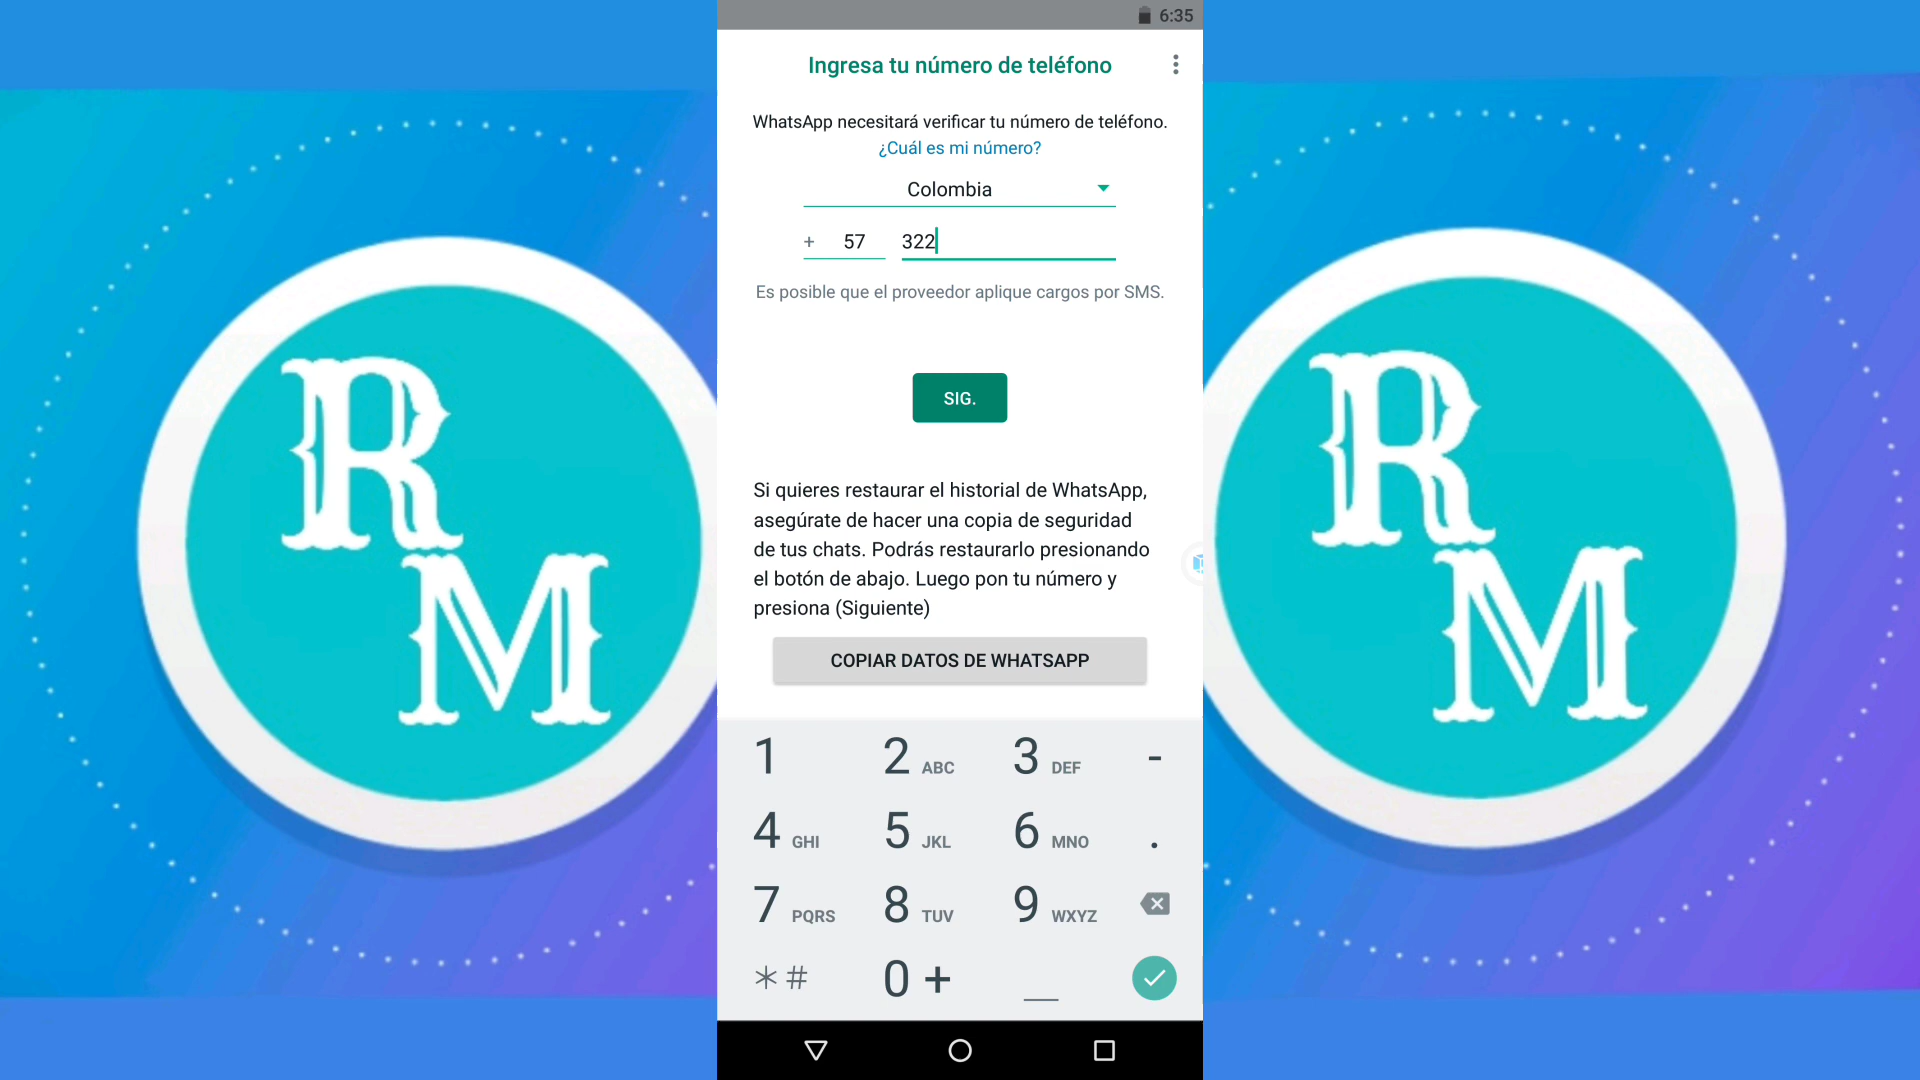 6:35
Ingresa tu número de teléfono
WhatsApp necesitará verificar tu número de teléfono.
¿Cuál es mi número?
Colombia
+ 57 322
Es posible que el proveedor aplique cargos por SMS.
SIG.
Si quieres restaurar el historial de WhatsApp,
asegúrate de hacer una copia de seguridad
de tus chats. Podrás restaurarlo presionando
el botón de abajo. Luego pon tu número y
presiona (Siguiente)
COPIAR DATOS DE WHATSAPP
1 2 ABC 3 DEF -
4 GHI 5 JKL 6 MNO .
7 PQRS 8 TUV 9 WXYZ
*# 0 + _
R
M
R
M